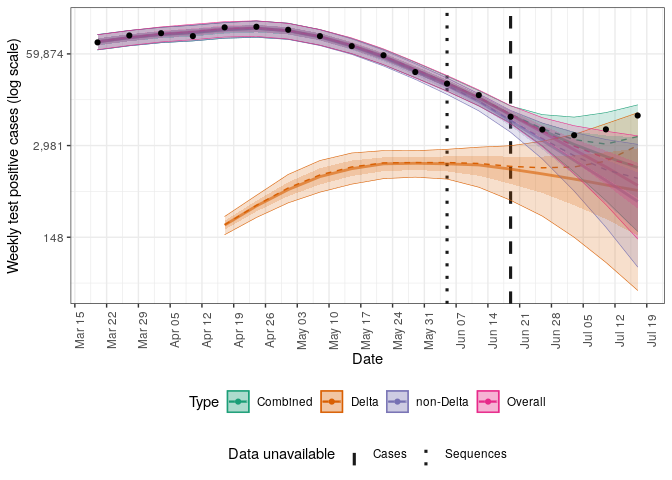 Weekly test positive cases (log scale)
59,874
2,981
148
Mar 15
Mar 22
Mar 29
Apr 05
Apr 12
Apr 19
Apr 26
May 03
May 10
May 17
May 24
May 31
Jun 07
Jun 14
Jun 21
Jun 28
Jul 05
Jul 12
Jul 19
Date
Type Combined Delta non-Delta Overall
Data unavailable Cases Sequences